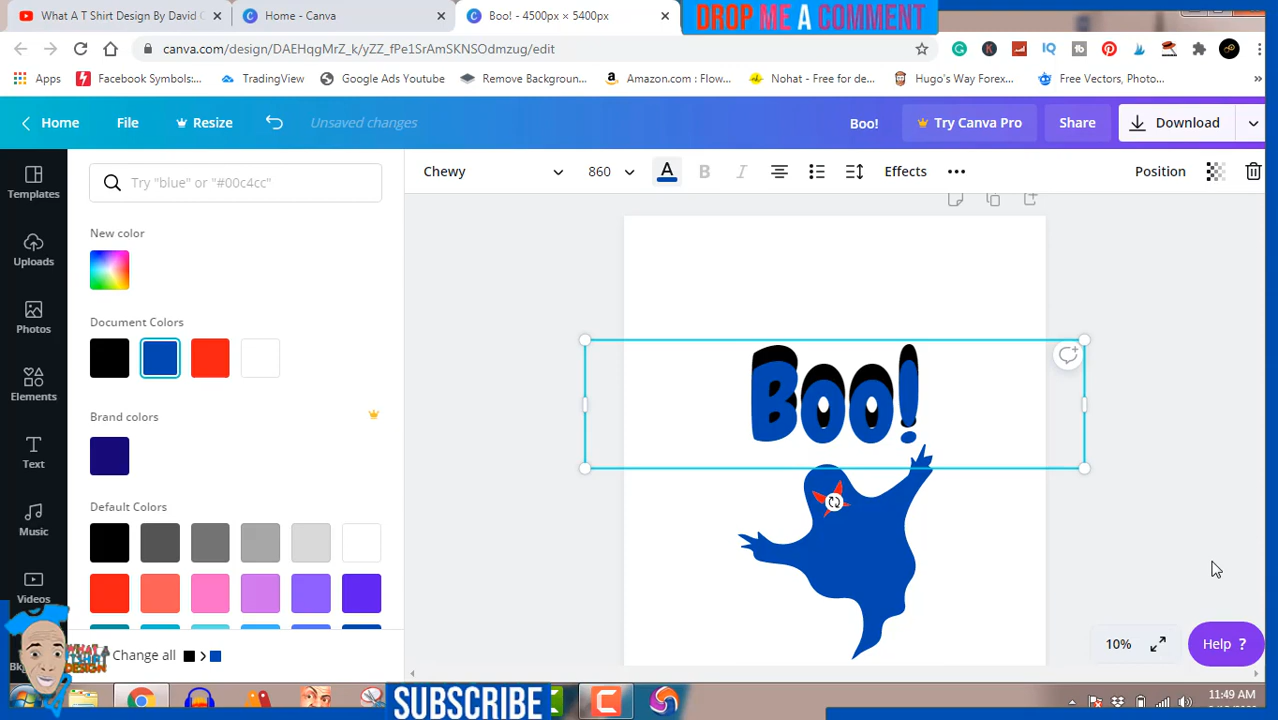 What A T Shirt Design By David C
Home - Canva
Boo! - 4500px × 5400px
DROP ME A COMMENT
canva.com/design/DAEHqgMrZ_k/yZZ_fPe1SrAmSKNSOdmzug/edit
Apps
Facebook Symbols:...
TradingView
Google Ads Youtube
Remove Backgroun...
Amazon.com : Flow...
Nohat - Free for de...
Hugo's Way Forex...
Free Vectors, Photo...
Home
File
Resize
Unsaved changes
Boo!
Try Canva Pro
Share
Download
Templates
Uploads
Photos
Elements
Text
Music
Videos
Try "blue" or "#00c4cc"
New color
Document Colors
Brand colors
Default Colors
Change all
Chewy
860
A
B
I
Effects
Position
Boo!
10%
Help ?
WHAT A
T SHIRT
DESIGN
SUBSCRIBE
11:49 AM